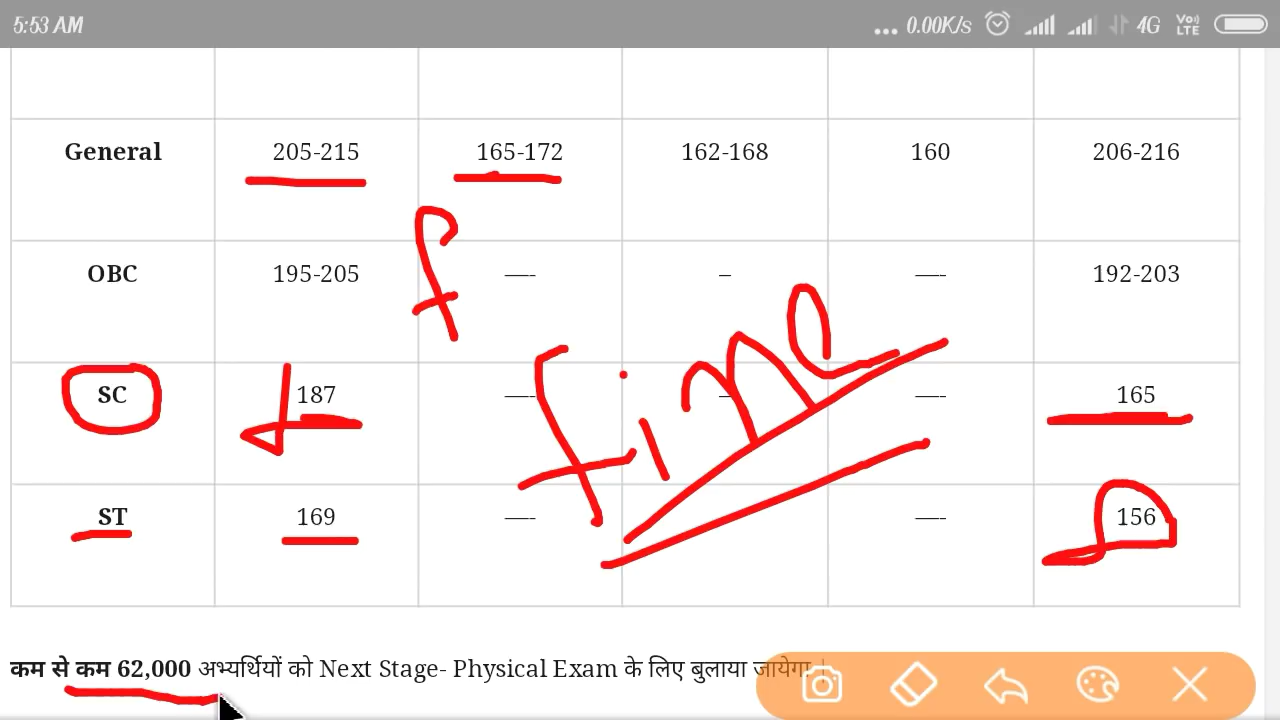 5:53 AM ... 0.00K/s 4G VoLTE
General 205-215 165-172 162-168 160 206-216
OBC 195-205 —- – —- 192-203
SC 187 —- – —- 165
ST 169 —- —- 156
fine
कम से कम 62,000 अभ्यर्थियों को Next Stage- Physical Exam के लिए बुलाया जायेगा ।